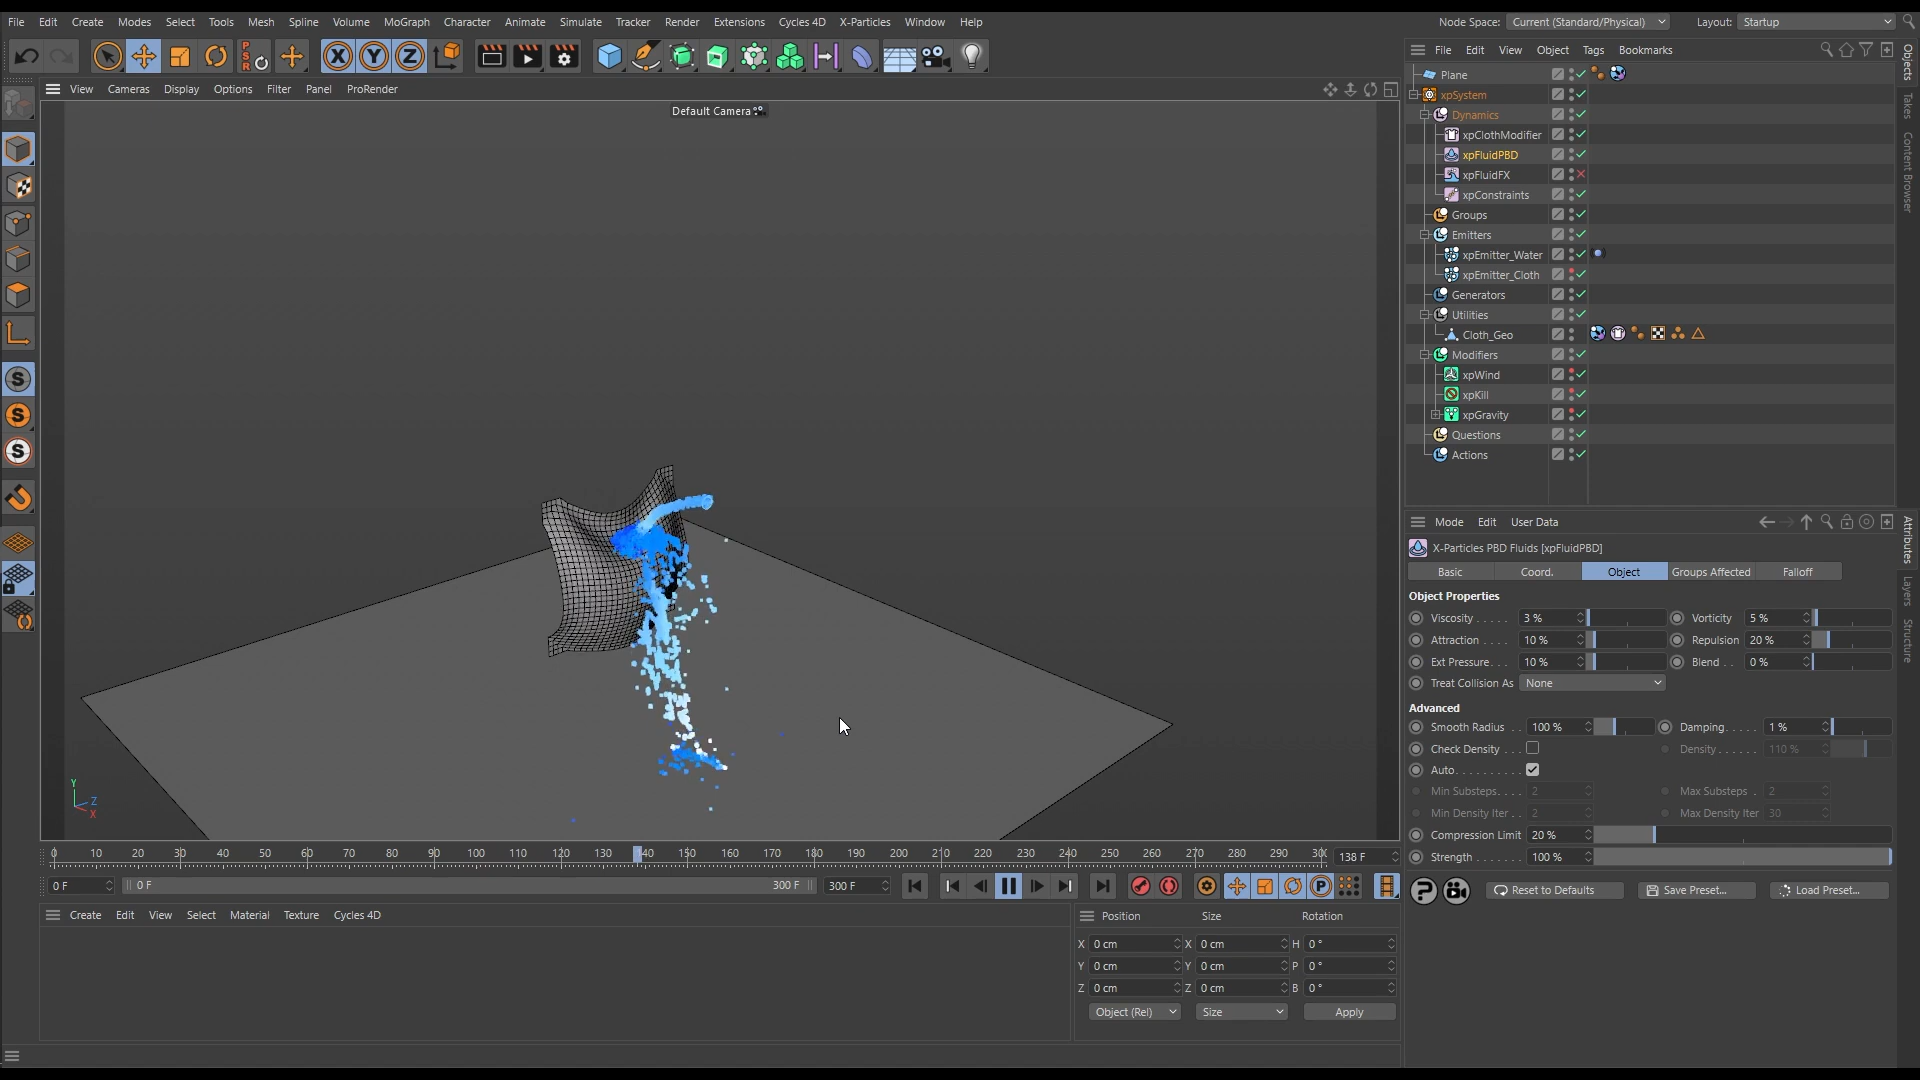 File Edit Create Modes Select Tools Mesh Spline Volume MoGraph Character Animate Simulate Tracker Render Extensions Cycles 4D X-Particles Window Help
Node Space: Current (Standard/Physical) Layout: Startup
P S R
X Y Z
File Edit View Object Tags Bookmarks
View Cameras Display Options Filter Panel ProRender
Default Camera
Plane
xpSystem
Dynamics
xpClothModifier
xpFluidPBD
xpFluidFX
xpConstraints
Groups
Emitters
xpEmitter_Water
xpEmitter_Cloth
Generators
Utilities
Cloth_Geo
Modifiers
xpWind
xpKill
xpGravity
Questions
Actions
Objects
Takes
Content Browser
S
S
S
Mode Edit User Data
X-Particles PBD Fluids [xpFluidPBD]
Basic Coord. Object Groups Affected Falloff
Object Properties
Viscosity . . . . . 3 % Vorticity 5 %
Attraction . . . . 10 % Repulsion 20 %
Ext Pressure. . . 10 % Blend . . 0 %
Treat Collision As None
Advanced
Smooth Radius . . 100 % Damping. . . . . 1 %
Check Density . . . Density. . . . . . 110 %
Auto. . . . . . . . . .
Min Substeps. . . . 2 Max Substeps . 2
Min Density Iter . . 2 Max Density Iter 30
Compression Limit 20 %
Strength . . . . . . . 100 %
Reset to Defaults Save Preset... Load Preset...
Attributes
Layers
Structure
Y
Z
X
0 10 20 30 40 50 60 70 80 90 100 110 120 130 140 150 160 170 180 190 200 210 220 230 240 250 260 270 280 290 300 138 F
0 F 0 F 300 F 300 F P
Create Edit View Select Material Texture Cycles 4D
Position Size Rotation
X 0 cm X 0 cm H 0 °
Y 0 cm Y 0 cm P 0 °
Z 0 cm Z 0 cm B 0 °
Object (Rel) Size Apply